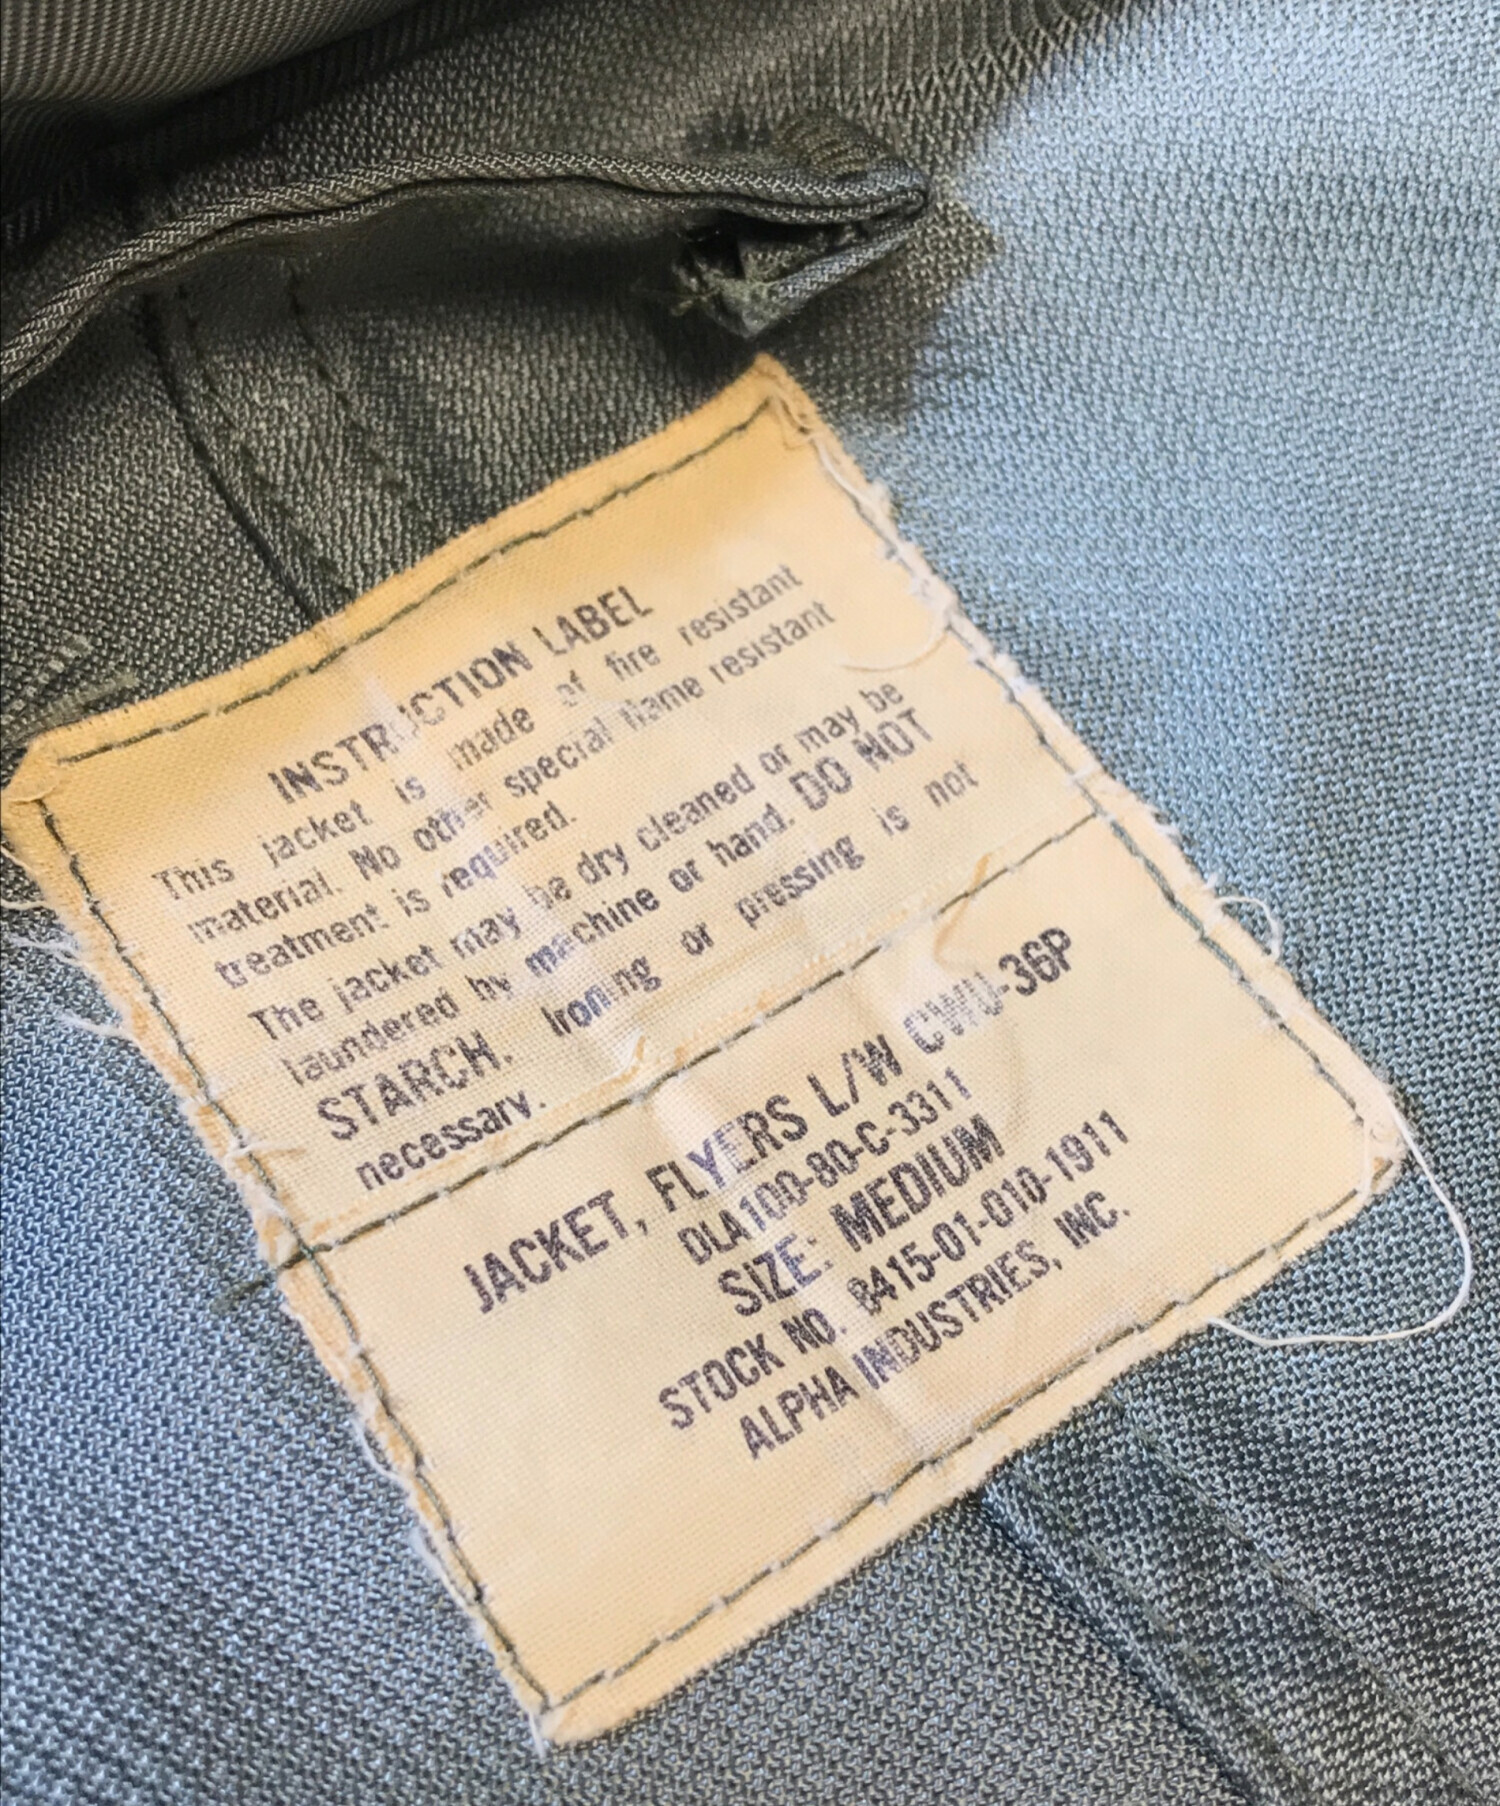 INSTRUCTION LABEL
This jacket is made of fire resistant
material. No other special flame resistant
treatment is required.
The jacket may be dry cleaned or may be
laundered by machine or hand. DO NOT
STARCH. Ironing or pressing is not
necessary.
JACKET, FLYERS L/W CWU-36P
DLA100-80-C-3311
SIZE: MEDIUM
STOCK NO. 8415-01-010-1911
ALPHA INDUSTRIES, INC.